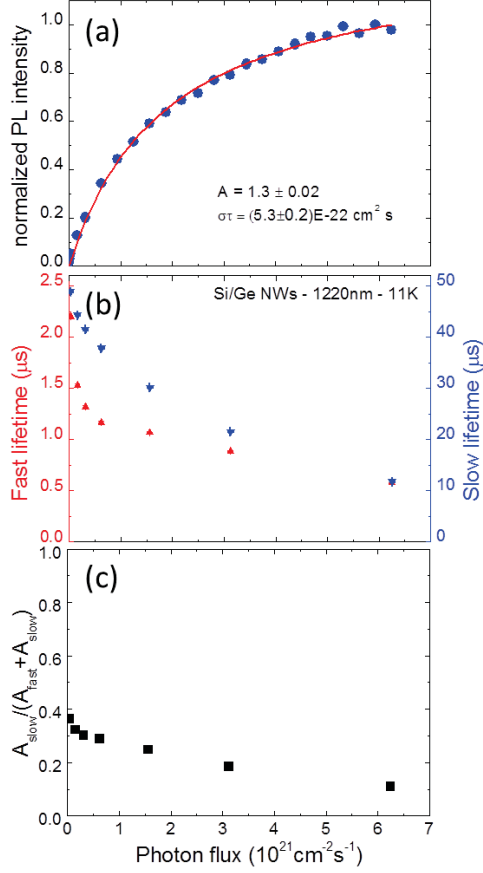 (a)
normalized PL intensity
1.0
0.8
0.6
0.4
0.2
0.0
A = 1.3 ± 0.02
στ = (5.3±0.2)E-22 cm² s
(b)
Si/Ge NWs - 1220nm - 11K
Fast lifetime (μs)
2.5
2.0
1.5
1.0
0.5
0.0
50
40
30
20
10
0
Slow lifetime (μs)
(c)
A_slow/(A_fast+A_slow)
1.0
0.8
0.6
0.4
0.2
0.0
0 1 2 3 4 5 6 7
Photon flux (10²¹cm⁻²s⁻¹)